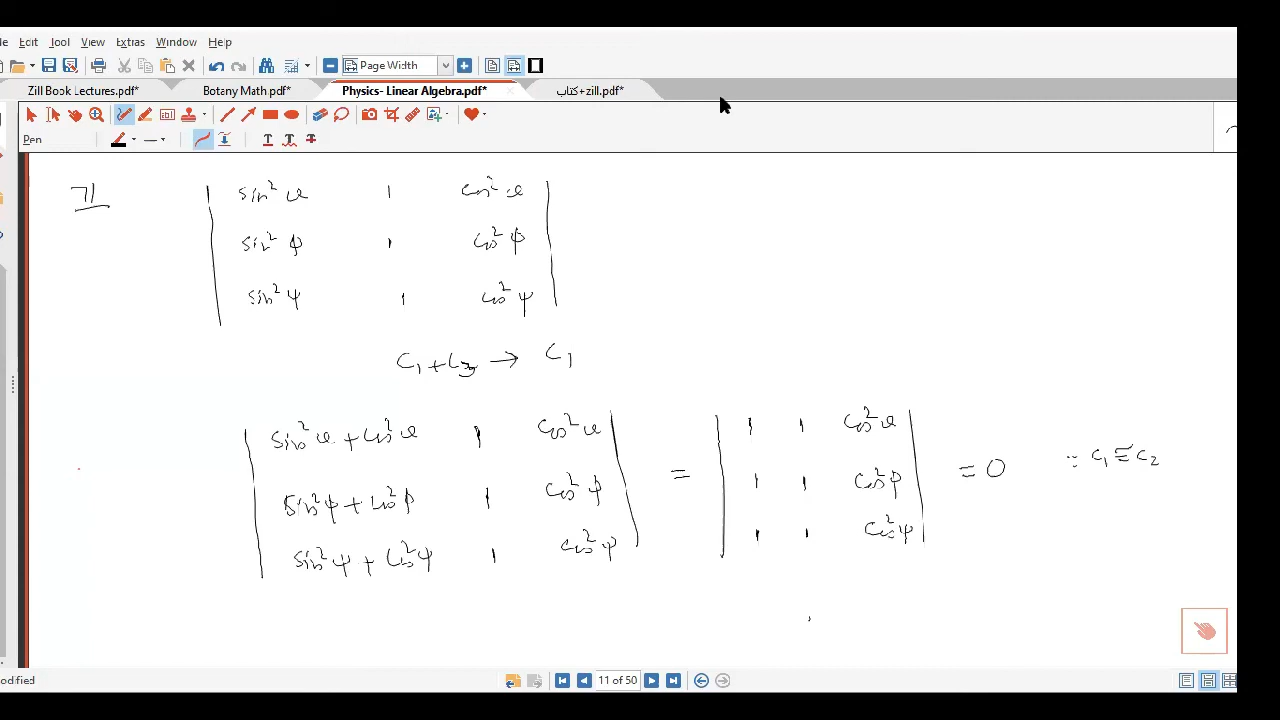 Edit Tool View Extras Window Help
Page Width
Zill Book Lectures.pdf* Botany Math.pdf* Physics- Linear Algebra.pdf* كتاب+zill.pdf*
Pen
7|
| sin² θ 1 cos² θ |
| sin² φ 1 cos² φ |
| sin² ψ 1 cos² ψ |
C₁ + C₃ → C₁
| sin² θ + cos² θ 1 cos² θ | | 1 1 cos² θ |
| sin² φ + cos² φ 1 cos² φ | = | 1 1 cos² φ | = 0 ∵ C₁ ≡ C₂
| sin² ψ + cos² ψ 1 cos² ψ | | 1 1 cos² ψ |
odified 11 of 50